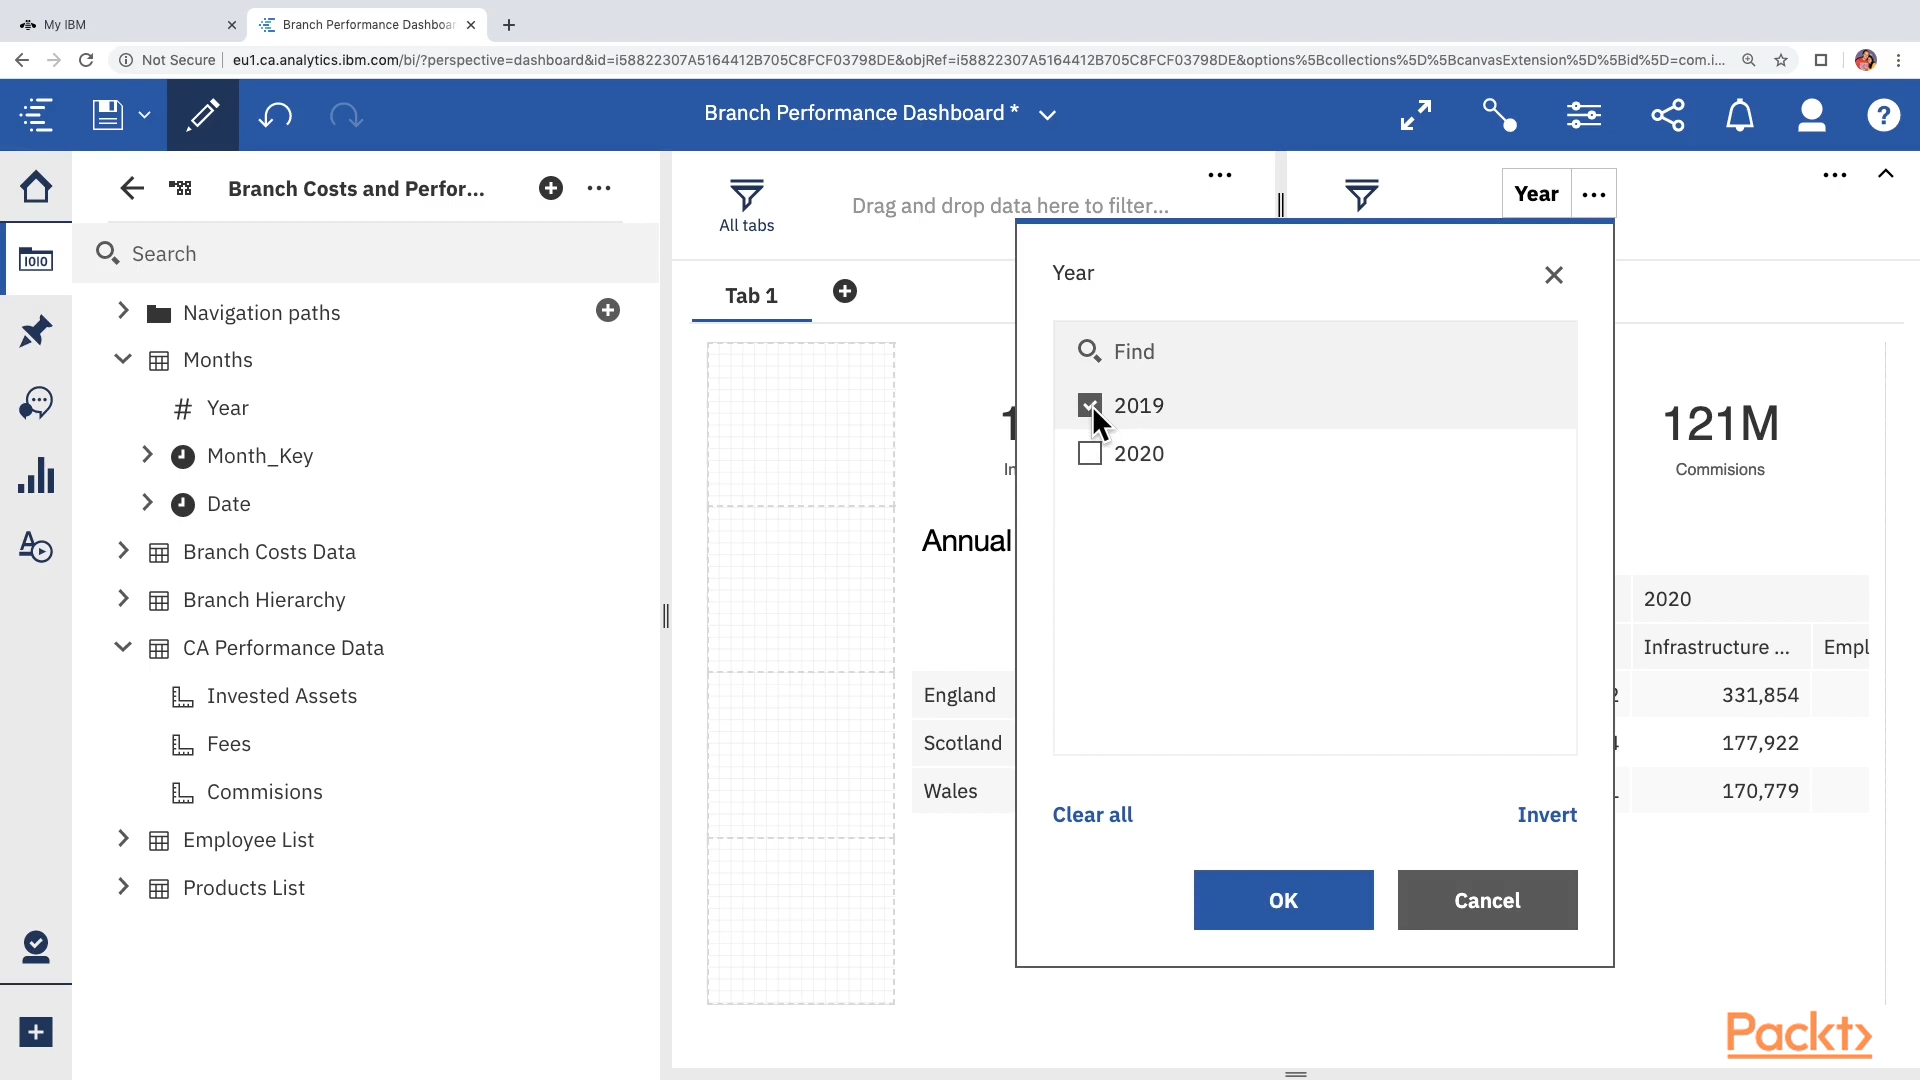 My IBM
Branch Performance Dashboar
Not Secure
eu1.ca.analytics.ibm.com/bi/?perspective=dashboard&id=i58822307A5164412B705C8FCF03798DE&objRef=i58822307A5164412B705C8FCF03798DE&options%5Bcollections%5D%5BcanvasExtension%5D%5Bid%5D=com.i...
Branch Performance Dashboard *
Branch Costs and Perfor...
Search
Navigation paths
Months
# Year
Month_Key
Date
Branch Costs Data
Branch Hierarchy
CA Performance Data
Invested Assets
Fees
Commisions
Employee List
Products List
All tabs
Drag and drop data here to filter...
Year
Tab 1
Year
Find
2019
2020
Clear all
Invert
OK
Cancel
121M
Commisions
Annual
2020
Infrastructure ...
Empl
England
331,854
Scotland
177,922
Wales
170,779
Packt>